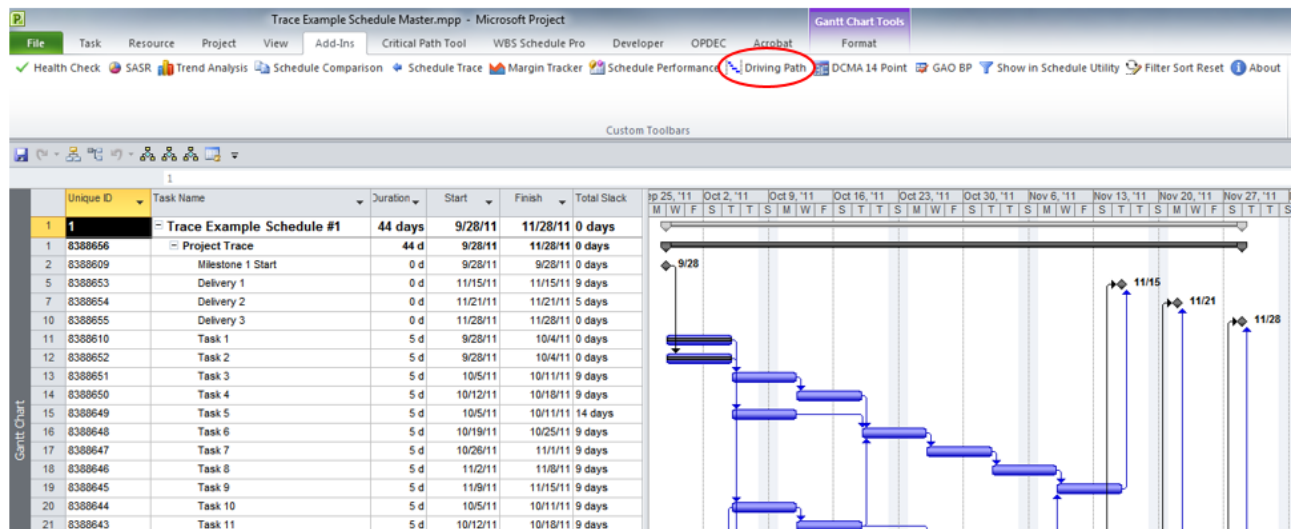 Trace Example Schedule Master.mpp - Microsoft Project
Gantt Chart Tools
File Task Resource Project View Add-Ins Critical Path Tool WBS Schedule Pro Developer OPDEC Acrobat Format
Health Check SASR Trend Analysis Schedule Comparison Schedule Trace Margin Tracker Schedule Performance Driving Path DCMA 14 Point GAO BP Show in Schedule Utility Filter Sort Reset About
Custom Toolbars
1
Unique ID Task Name Duration Start Finish Total Slack ep 25, '11 Oct 2, '11 Oct 9, '11 Oct 16, '11 Oct 23, '11 Oct 30, '11 Nov 6, '11 Nov 13, '11 Nov 20, '11 Nov 27, '11
M W F S T T S M W F S T T S M W F S T T S M W F S T T S M W F S T T S
1 1 Trace Example Schedule #1 44 days 9/28/11 11/28/11 0 days
1 8388656 Project Trace 44 d 9/28/11 11/28/11 0 days
2 8388609 Milestone 1 Start 0 d 9/28/11 9/28/11 0 days 9/28
5 8388653 Delivery 1 0 d 11/15/11 11/15/11 9 days 11/15
7 8388654 Delivery 2 0 d 11/21/11 11/21/11 5 days 11/21
10 8388655 Delivery 3 0 d 11/28/11 11/28/11 0 days 11/28
11 8388610 Task 1 5 d 9/28/11 10/4/11 0 days
12 8388652 Task 2 5 d 9/28/11 10/4/11 0 days
13 8388651 Task 3 5 d 10/5/11 10/11/11 9 days
14 8388650 Task 4 5 d 10/12/11 10/18/11 9 days
15 8388649 Task 5 5 d 10/5/11 10/11/11 14 days
16 8388648 Task 6 5 d 10/19/11 10/25/11 9 days
17 8388647 Task 7 5 d 10/26/11 11/1/11 9 days
18 8388646 Task 8 5 d 11/2/11 11/8/11 9 days
19 8388645 Task 9 5 d 11/9/11 11/15/11 9 days
20 8388644 Task 10 5 d 10/5/11 10/11/11 9 days
21 8388643 Task 11 5 d 10/12/11 10/18/11 9 days
Gantt Chart